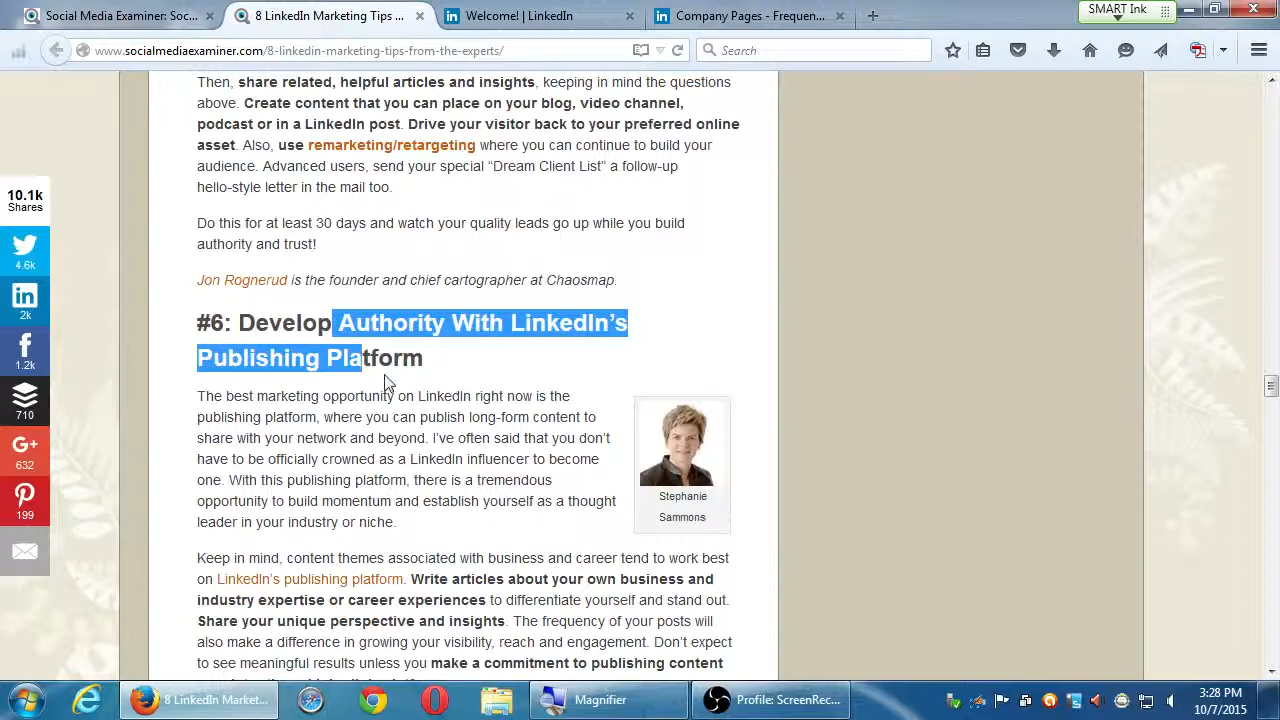 Social Media Examiner: Soc...
8 LinkedIn Marketing Tips ...
Welcome! | LinkedIn
Company Pages - Frequen...
SMART Ink
www.socialmediaexaminer.com/8-linkedin-marketing-tips-from-the-experts/
Search
Then, share related, helpful articles and insights, keeping in mind the questions
above. Create content that you can place on your blog, video channel,
podcast or in a LinkedIn post. Drive your visitor back to your preferred online
asset. Also, use remarketing/retargeting where you can continue to build your
audience. Advanced users, send your special “Dream Client List” a follow-up
hello-style letter in the mail too.
Do this for at least 30 days and watch your quality leads go up while you build
authority and trust!
Jon Rognerud is the founder and chief cartographer at Chaosmap.
10.1k
Shares
4.6k
2k
1.2k
710
632
199
#6: Develop Authority With LinkedIn’s
Publishing Platform
The best marketing opportunity on LinkedIn right now is the
publishing platform, where you can publish long-form content to
share with your network and beyond. I’ve often said that you don’t
have to be officially crowned as a LinkedIn influencer to become
one. With this publishing platform, there is a tremendous
opportunity to build momentum and establish yourself as a thought
leader in your industry or niche.
Stephanie
Sammons
Keep in mind, content themes associated with business and career tend to work best
on LinkedIn’s publishing platform. Write articles about your own business and
industry expertise or career experiences to differentiate yourself and stand out.
Share your unique perspective and insights. The frequency of your posts will
also make a difference in growing your visibility, reach and engagement. Don’t expect
to see meaningful results unless you make a commitment to publishing content
8 LinkedIn Market...
Magnifier
Profile: ScreenRec...
3:28 PM
10/7/2015